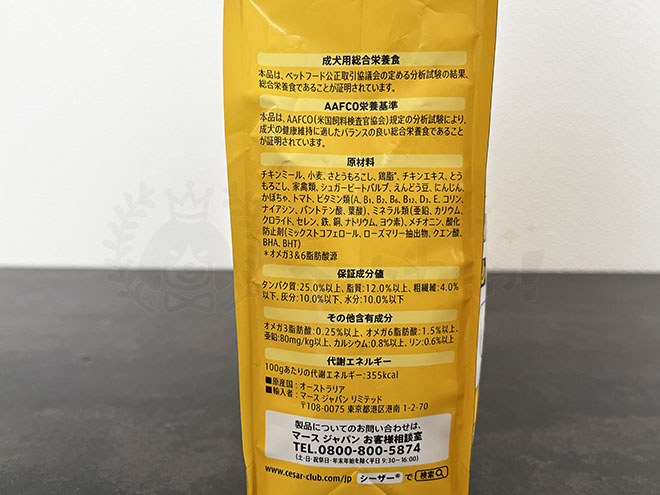 成犬用総合栄養食
本品は、ペットフード公正取引協議会の定める分析試験の結果、
総合栄養食であることが証明されています。
AAFCO栄養基準
本品は、AAFCO(米国飼料検査官協会)規定の分析試験により、
成犬の健康維持に適したバランスの良い総合栄養食であること
が証明されています。
原材料
チキンミール、小麦、さとうもろこし、鶏脂*、チキンエキス、とう
もろこし、家禽類、シュガービートパルプ、えんどう豆、にんじん、
かぼちゃ、トマト、ビタミン類(A, B₁, B₂, B₆, B₁₂, D₃, E, コリン,
ナイアシン, パントテン酸, 葉酸)、ミネラル類(亜鉛, カリウム,
クロライド, セレン, 鉄, 銅, ナトリウム, ヨウ素)、メチオニン、酸化
防止剤(ミックストコフェロール, ローズマリー抽出物, クエン酸,
BHA, BHT)
*オメガ3&6脂肪酸源
保証成分値
タンパク質:25.0%以上、脂質:12.0%以上、粗繊維:4.0%
以下、灰分:10.0%以下、水分:10.0%以下
その他含有成分
オメガ3脂肪酸:0.25%以上、オメガ6脂肪酸:1.5%以上、
亜鉛:80mg/kg以上、カルシウム:0.8%以上、リン:0.6%以上
代謝エネルギー
100gあたりの代謝エネルギー:355kcal
■原産国:オーストラリア
■輸入者:マース ジャパン リミテッド
〒108-0075 東京都港区港南 1-2-70
製品についてのお問い合わせは、
マース ジャパン お客様相談室
TEL.0800-800-5874
(土・日・祭日・年末年始を除く平日 9:30~16:00)
www.cesar-club.com/jp シーザー® で 検索